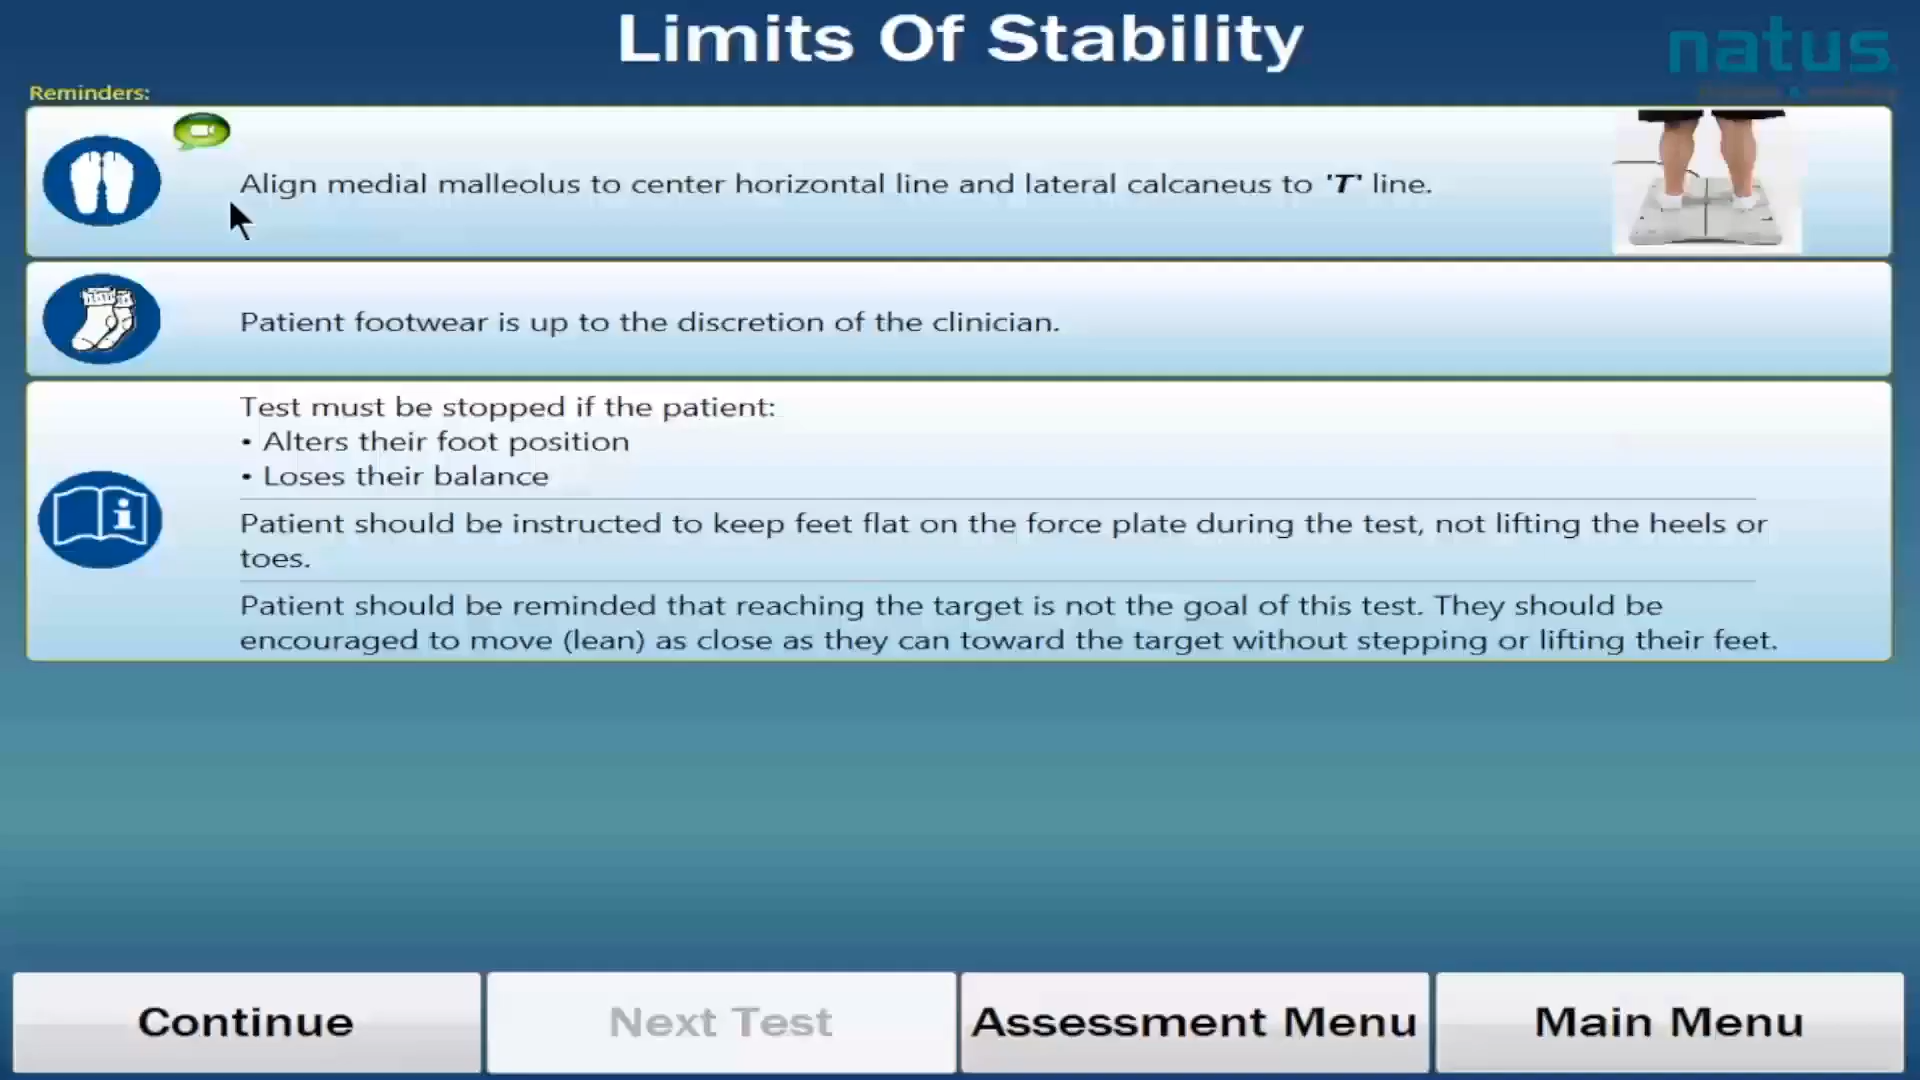 Limits Of Stability
natus
Reminders:
Align medial malleolus to center horizontal line and lateral calcaneus to 'T' line.
Patient footwear is up to the discretion of the clinician.
Test must be stopped if the patient:
• Alters their foot position
• Loses their balance
Patient should be instructed to keep feet flat on the force plate during the test, not lifting the heels or
toes.
Patient should be reminded that reaching the target is not the goal of this test. They should be
encouraged to move (lean) as close as they can toward the target without stepping or lifting their feet.
Continue
Next Test
Assessment Menu
Main Menu